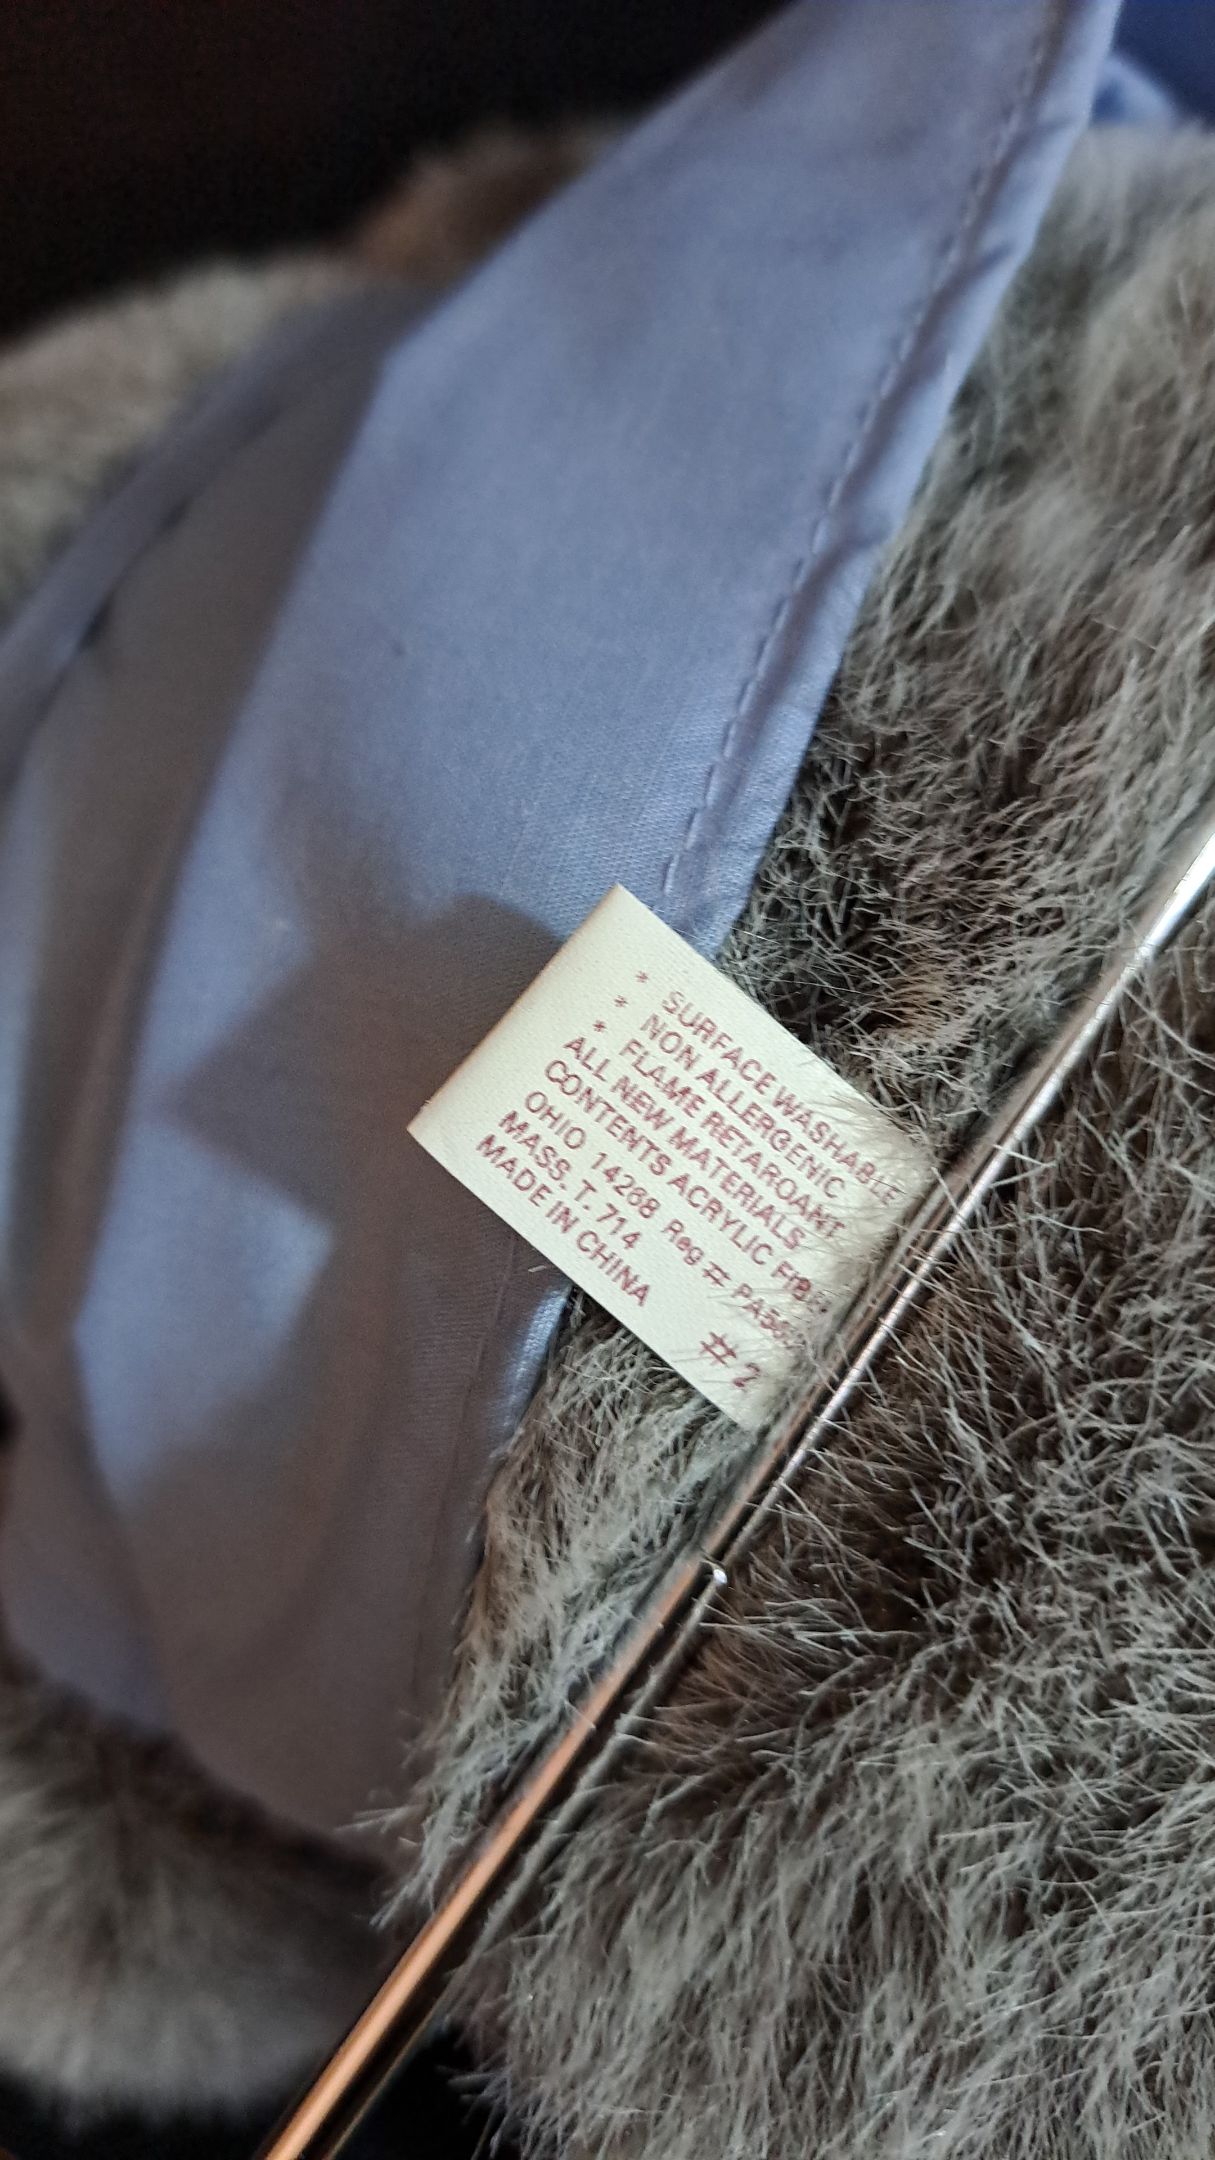 * SURFACE WASHABLE
* NON ALLERGENIC
* FLAME RETAROANT
ALL NEW MATERIALS
CONTENTS ACRYLIC
OHIO 14268 Reg #
MASS. T. 714
MADE IN CHINA # 2